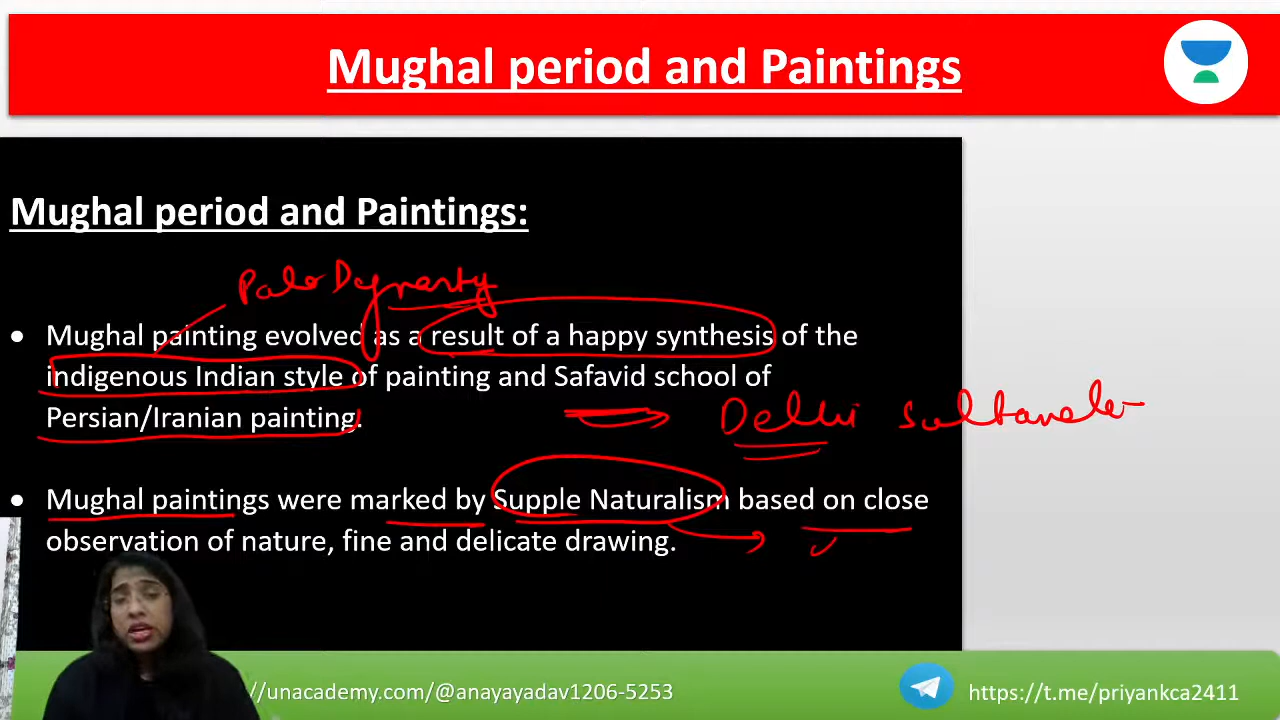 Mughal period and Paintings
Mughal period and Paintings:
Pala Dynasty
• Mughal painting evolved as a result of a happy synthesis of the
indigenous Indian style of painting and Safavid school of
Persian/Iranian painting.
Delhi Sultanate
• Mughal paintings were marked by Supple Naturalism based on close
observation of nature, fine and delicate drawing.
//unacademy.com/@anayayadav1206-5253
https://t.me/priyankca2411